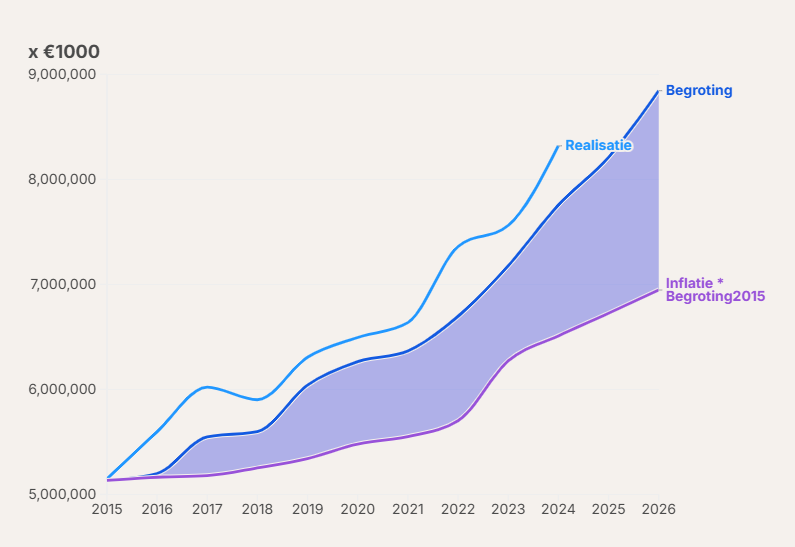 x €1000
9,000,000
Begroting
Realisatie
8,000,000
7,000,000
Inflatie *
Begroting2015
6,000,000
5,000,000
2015 2016 2017 2018 2019 2020 2021 2022 2023 2024 2025 2026